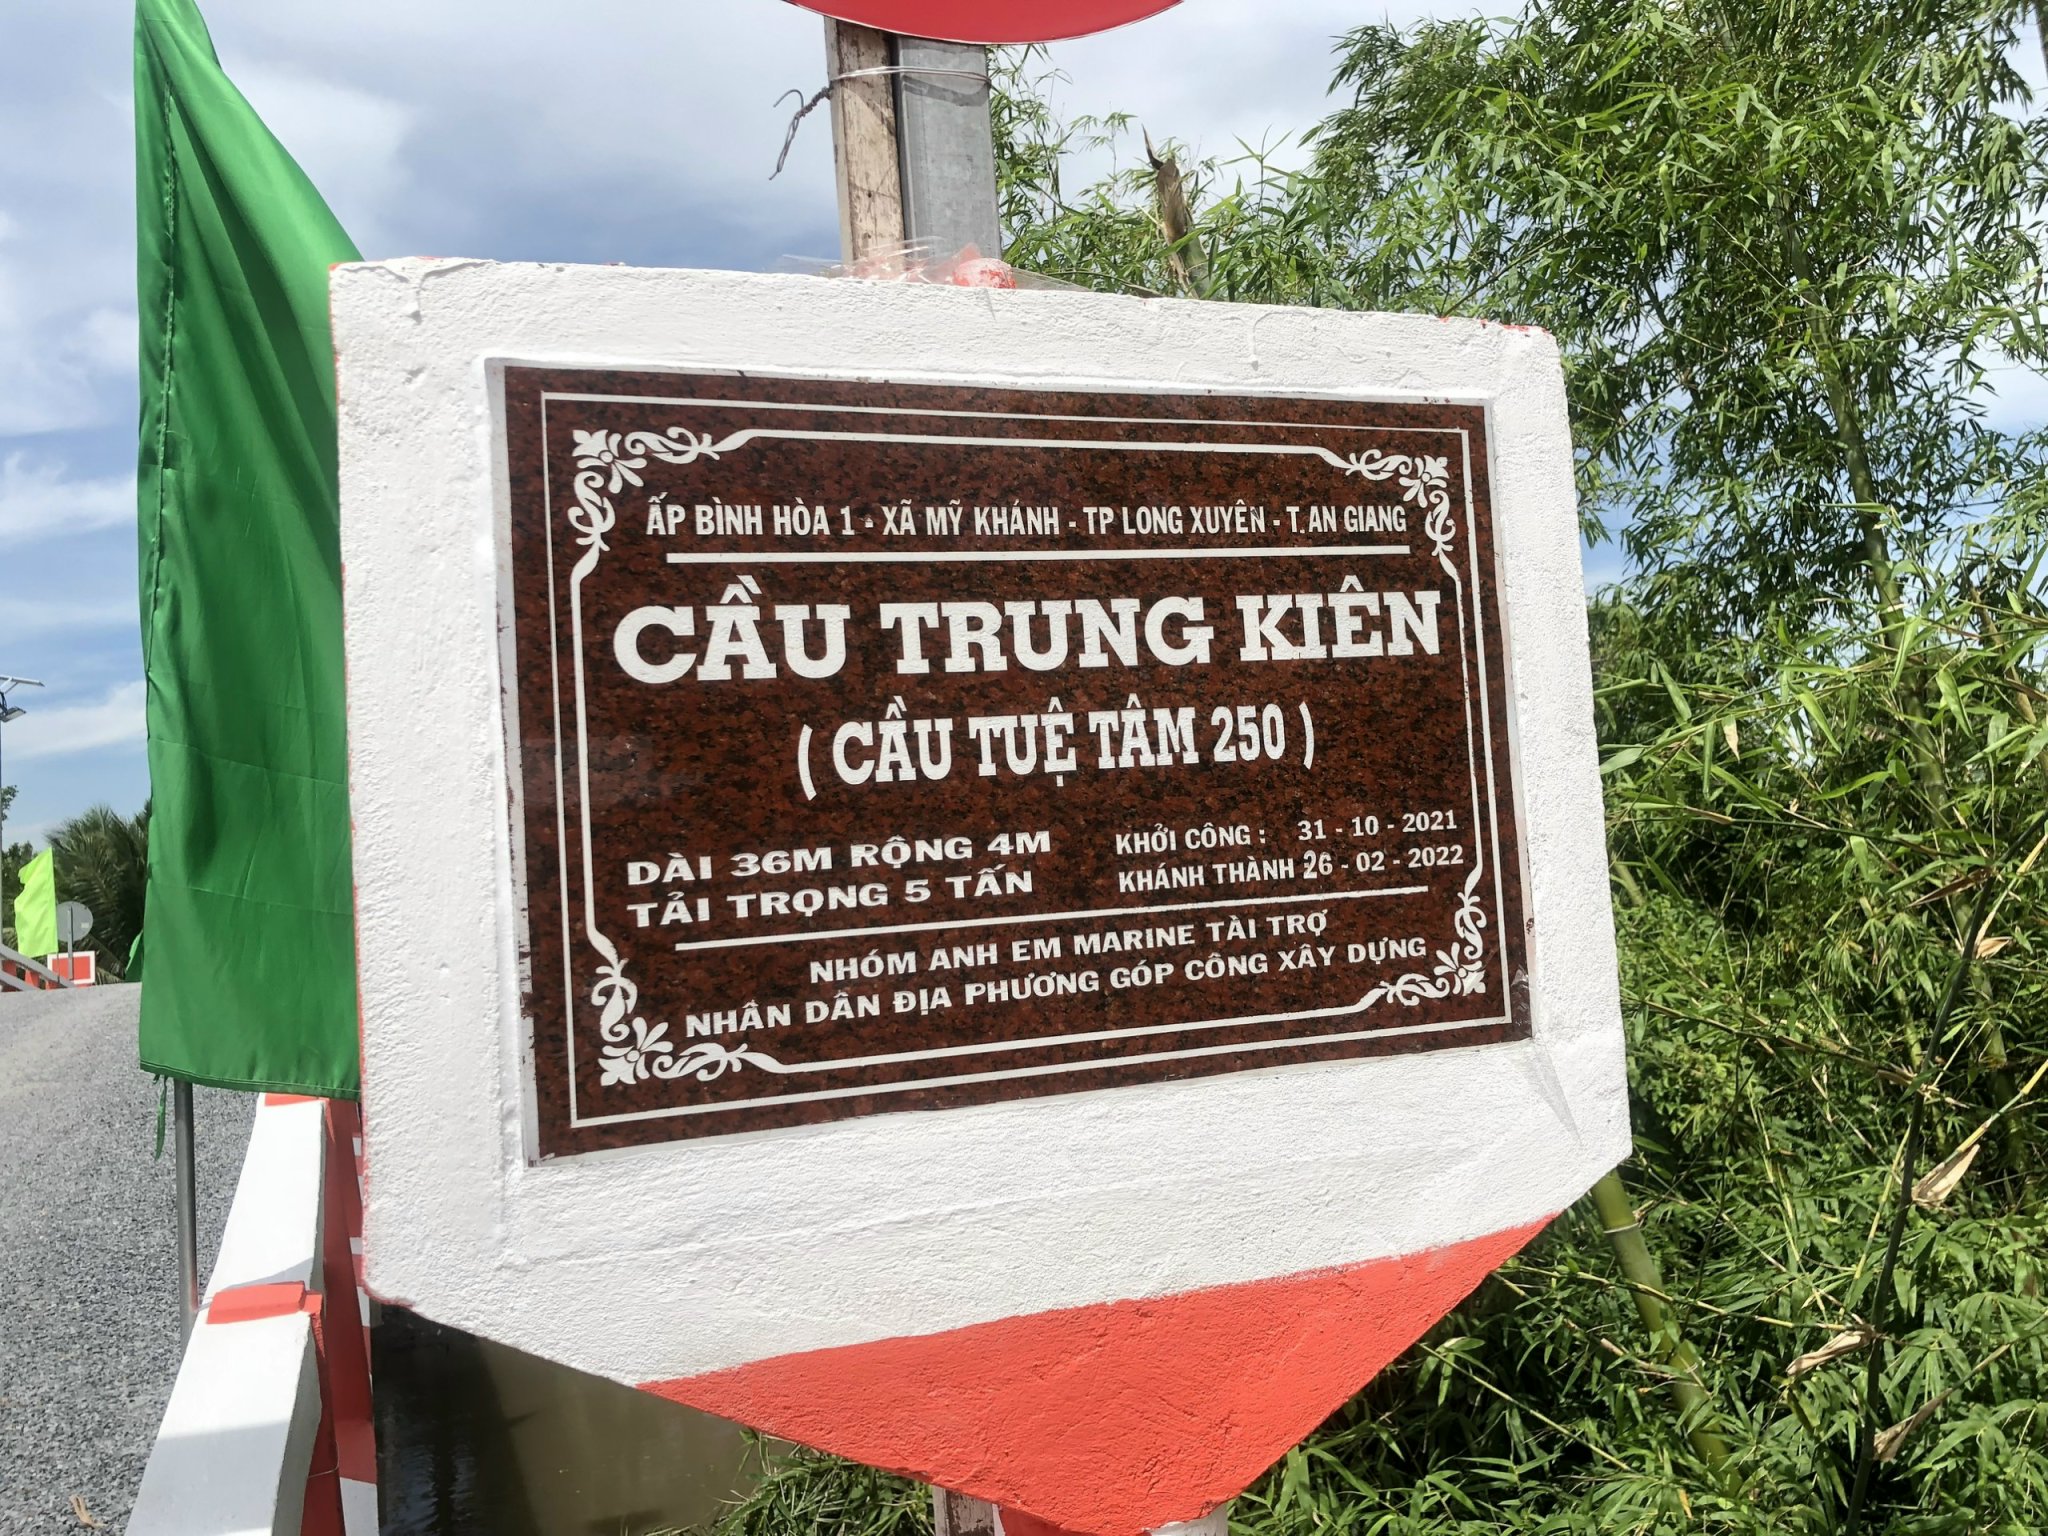 ẤP BÌNH HÒA 1 - XÃ MỸ KHÁNH - TP LONG XUYÊN - T.AN GIANG
CẦU TRUNG KIÊN
( CẦU TUỆ TÂM 250 )
DÀI 36M RỘNG 4M
TẢI TRỌNG 5 TẤN
KHỞI CÔNG : 31 - 10 - 2021
KHÁNH THÀNH : 26 - 02 - 2022
NHÓM ANH EM MARINE TÀI TRỢ
NHÂN DÂN ĐỊA PHƯƠNG GÓP CÔNG XÂY DỰNG